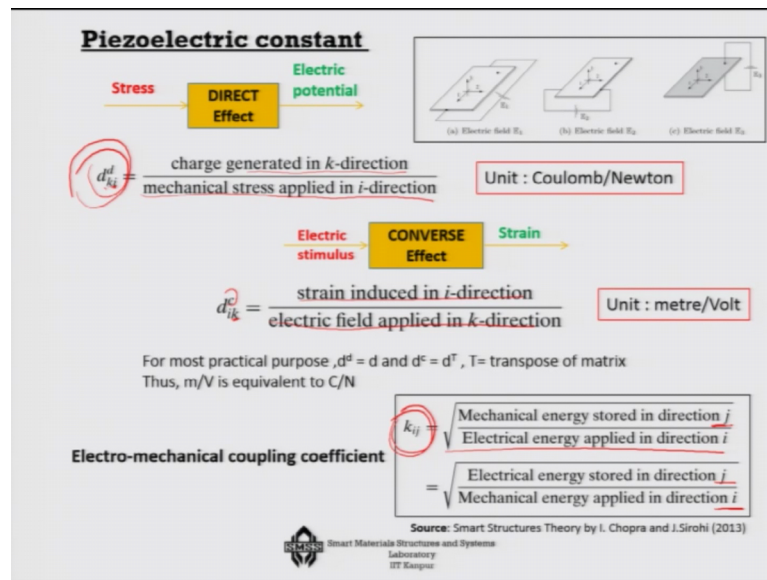 Piezoelectric constant
Stress
DIRECT
Effect
Electric
potential
(a) Electric field E₁.
(b) Electric field E₂.
(c) Electric field E₃.
d^d_ki = charge generated in k-direction
mechanical stress applied in i-direction
Unit : Coulomb/Newton
Electric
stimulus
CONVERSE
Effect
Strain
d^c_ik = strain induced in i-direction
electric field applied in k-direction
Unit : metre/Volt
For most practical purpose ,dᵈ = d and dᶜ = dᵀ , T= transpose of matrix
Thus, m/V is equivalent to C/N
Electro-mechanical coupling coefficient
k_ij = √ Mechanical energy stored in direction j
Electrical energy applied in direction i
= √ Electrical energy stored in direction j
Mechanical energy applied in direction i
Source: Smart Structures Theory by I. Chopra and J.Sirohi (2013)
SMSS
Smart Materials Structures and Systems
Laboratory
IIT Kanpur